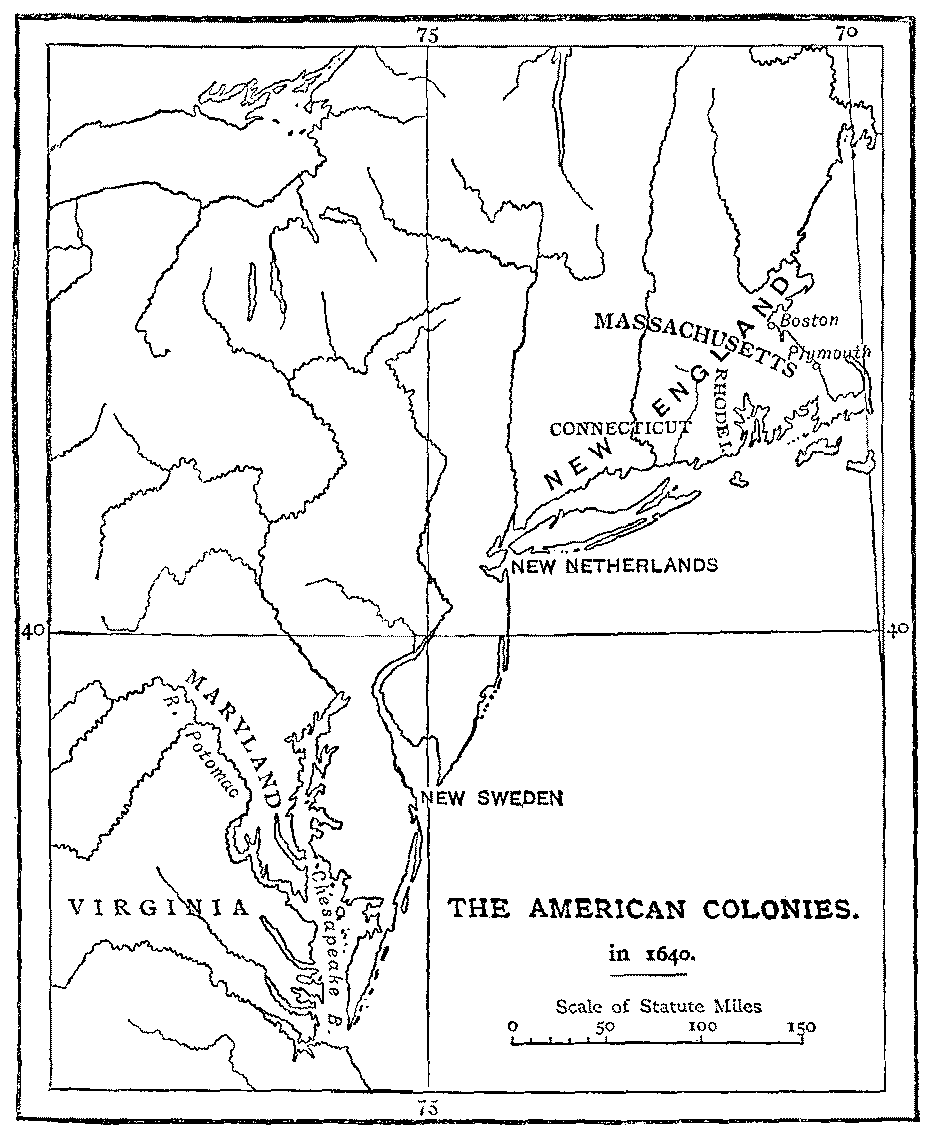 75
70
MASSACHUSETTS
Boston
Plymouth
NEW ENGLAND
RHODE I.
CONNECTICUT
NEW NETHERLANDS
40
40
MARYLAND
R. Potomac
NEW SWEDEN
VIRGINIA
Chesapeake B.
THE AMERICAN COLONIES.
in 1640.
Scale of Statute Miles
0 50 100 150
75